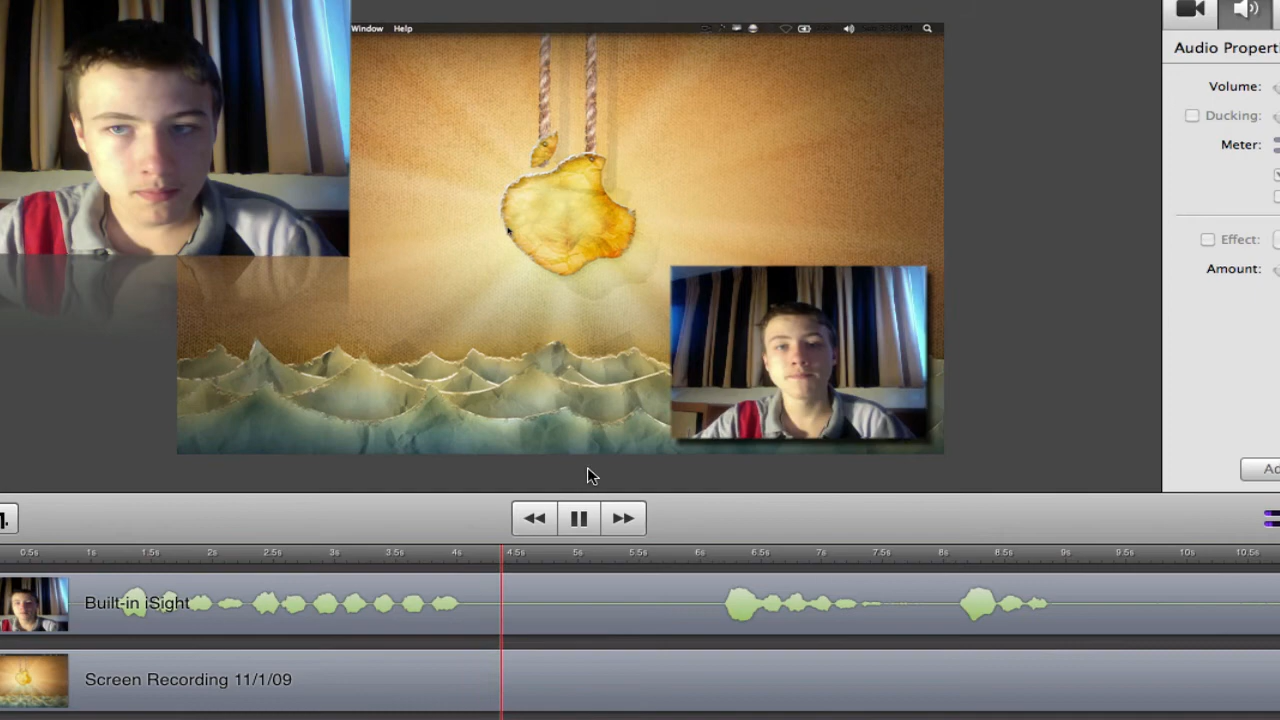 Window Help
Audio Propert
Volume:
Ducking:
Meter:
Effect:
Amount:
Ad
0.5s 1s 1.5s 2s 2.5s 3s 3.5s 4s 4.5s 5s 5.5s 6s 6.5s 7s 7.5s 8s 8.5s 9s 9.5s 10s 10.5s
Built-in iSight
Screen Recording 11/1/09